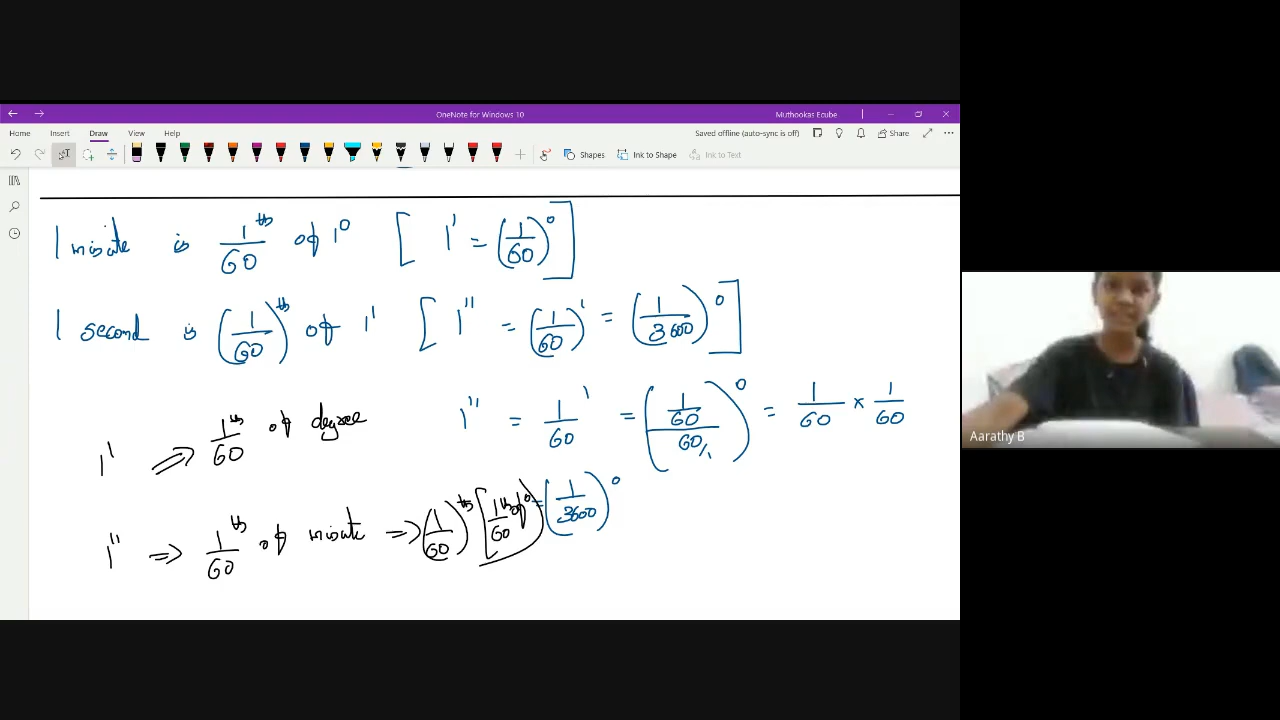 OneNote for Windows 10
Muthookas Ecube
Home Insert Draw View Help
Saved offline (auto-sync is off) Share
Shapes Ink to Shape Ink to Text
1 minute is 1/60 th of 1° [ 1' = (1/60)° ]
1 second is (1/60)th of 1' [ 1'' = (1/60)' = (1/3600)° ]
1'' = 1/60 ' = ((1/60)/(60/1))° = 1/60 × 1/60
1' ⇒ 1/60 th of degree
= (1/3600)°
1'' ⇒ 1/60 th of minute ⇒ (1/60)th [1/60 th of °]
Aarathy B